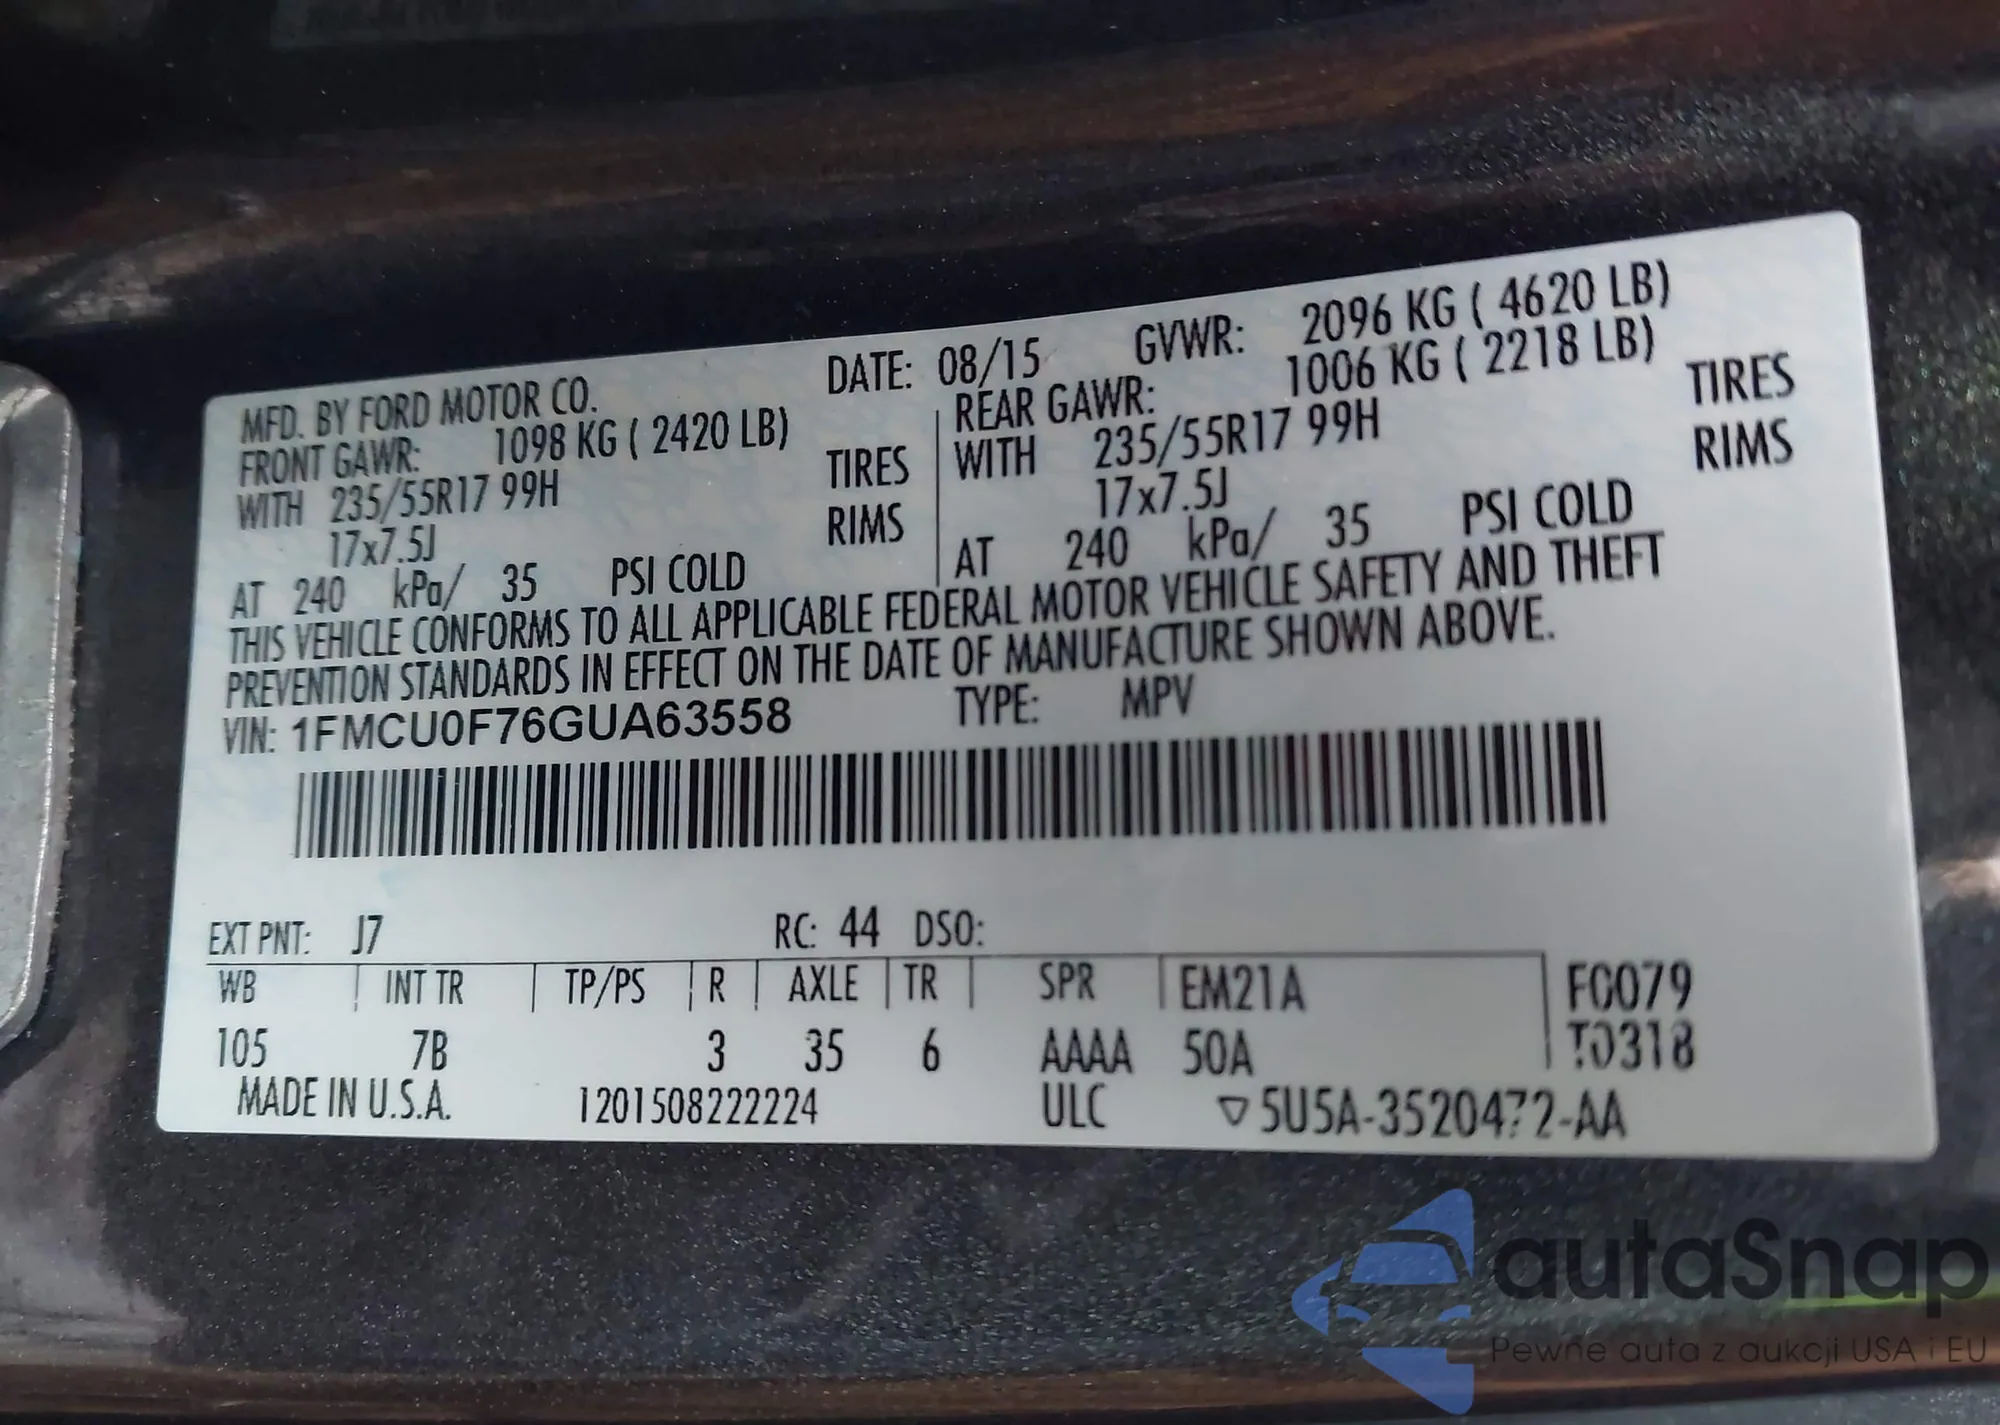 MFD. BY FORD MOTOR CO. DATE: 08/15 GVWR: 2096 KG ( 4620 LB)
FRONT GAWR: 1098 KG ( 2420 LB) REAR GAWR: 1006 KG ( 2218 LB)
WITH 235/55R17 99H TIRES WITH 235/55R17 99H TIRES
17x7.5J RIMS 17x7.5J RIMS
AT 240 kPa/ 35 PSI COLD AT 240 kPa/ 35 PSI COLD
THIS VEHICLE CONFORMS TO ALL APPLICABLE FEDERAL MOTOR VEHICLE SAFETY AND THEFT
PREVENTION STANDARDS IN EFFECT ON THE DATE OF MANUFACTURE SHOWN ABOVE.
VIN: 1FMCU0F76GUA63558 TYPE: MPV
EXT PNT: J7 RC: 44 DSO:
WB INT TR TP/PS R AXLE TR SPR EM21A F0079
105 7B 3 35 6 AAAA 50A T0318
MADE IN U.S.A. 1201508222224 ULC ▽5U5A-3520472-AA
autaSnap
Pewne auta z aukcji USA i EU